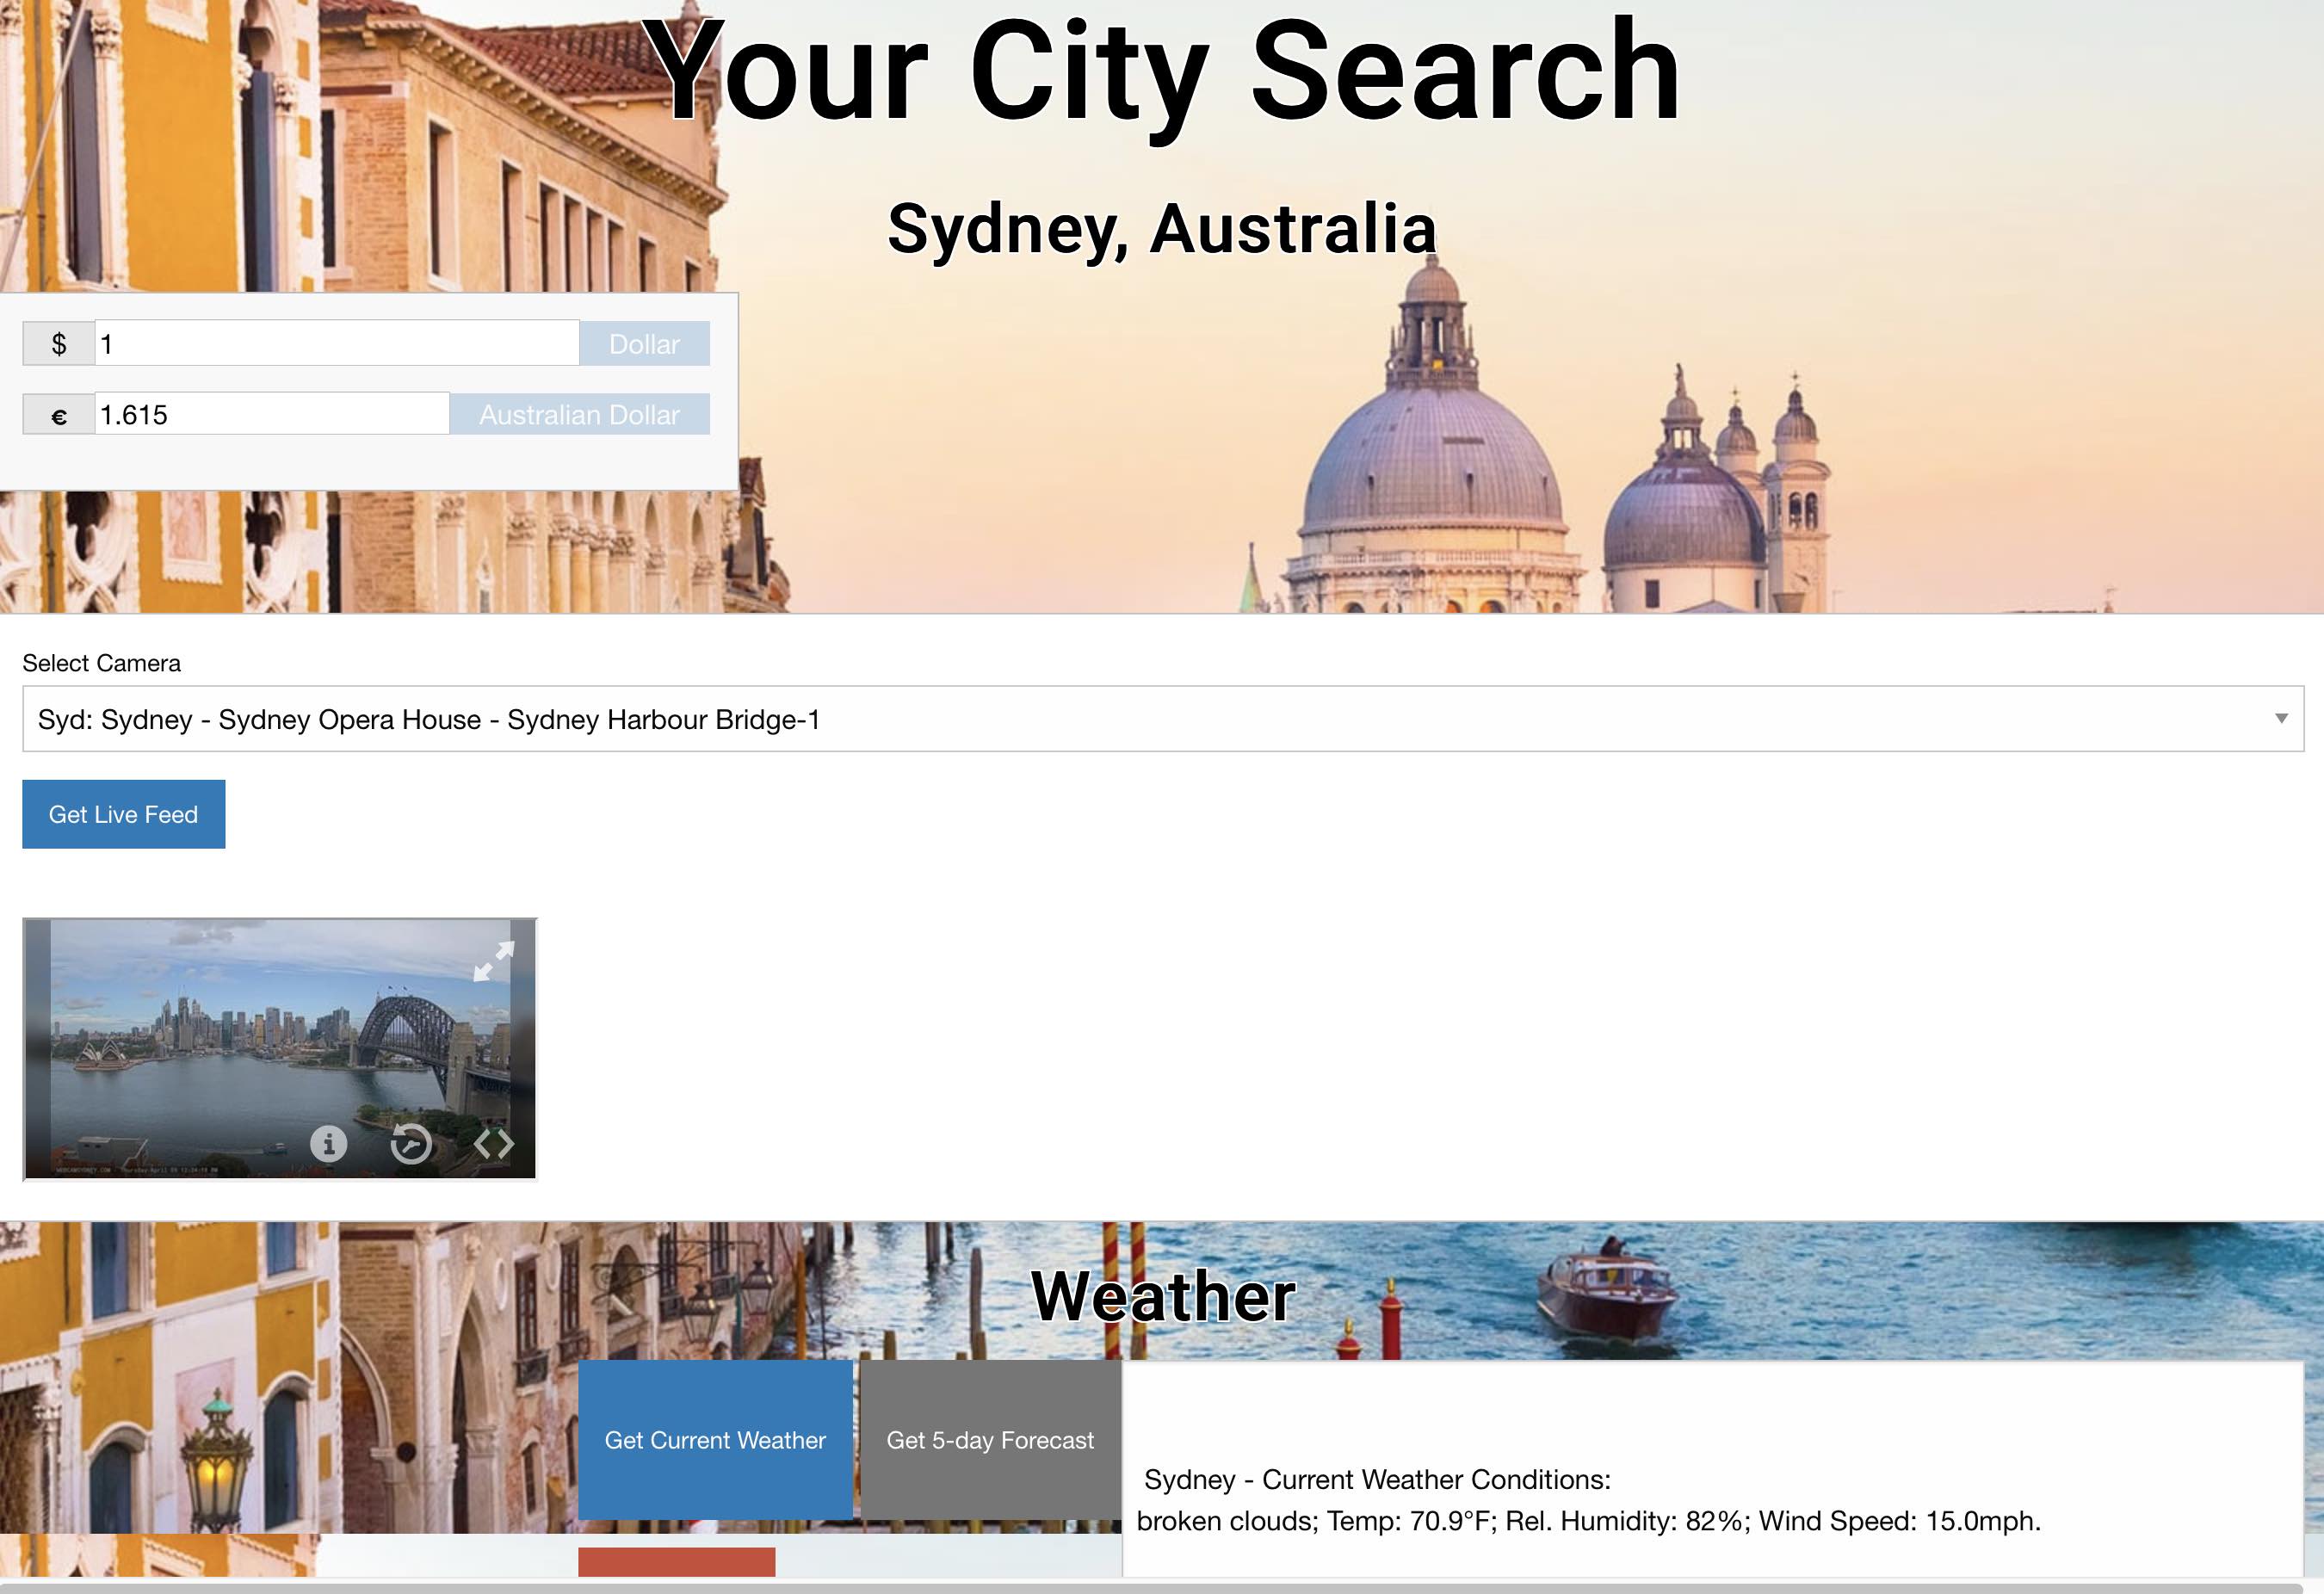 Your City Search
Sydney, Australia
$ 1 Dollar
€ 1.615 Australian Dollar
Select Camera
Syd: Sydney - Sydney Opera House - Sydney Harbour Bridge-1
Get Live Feed
Weather
Get Current Weather
Get 5-day Forecast
Sydney - Current Weather Conditions:
broken clouds; Temp: 70.9°F; Rel. Humidity: 82%; Wind Speed: 15.0mph.